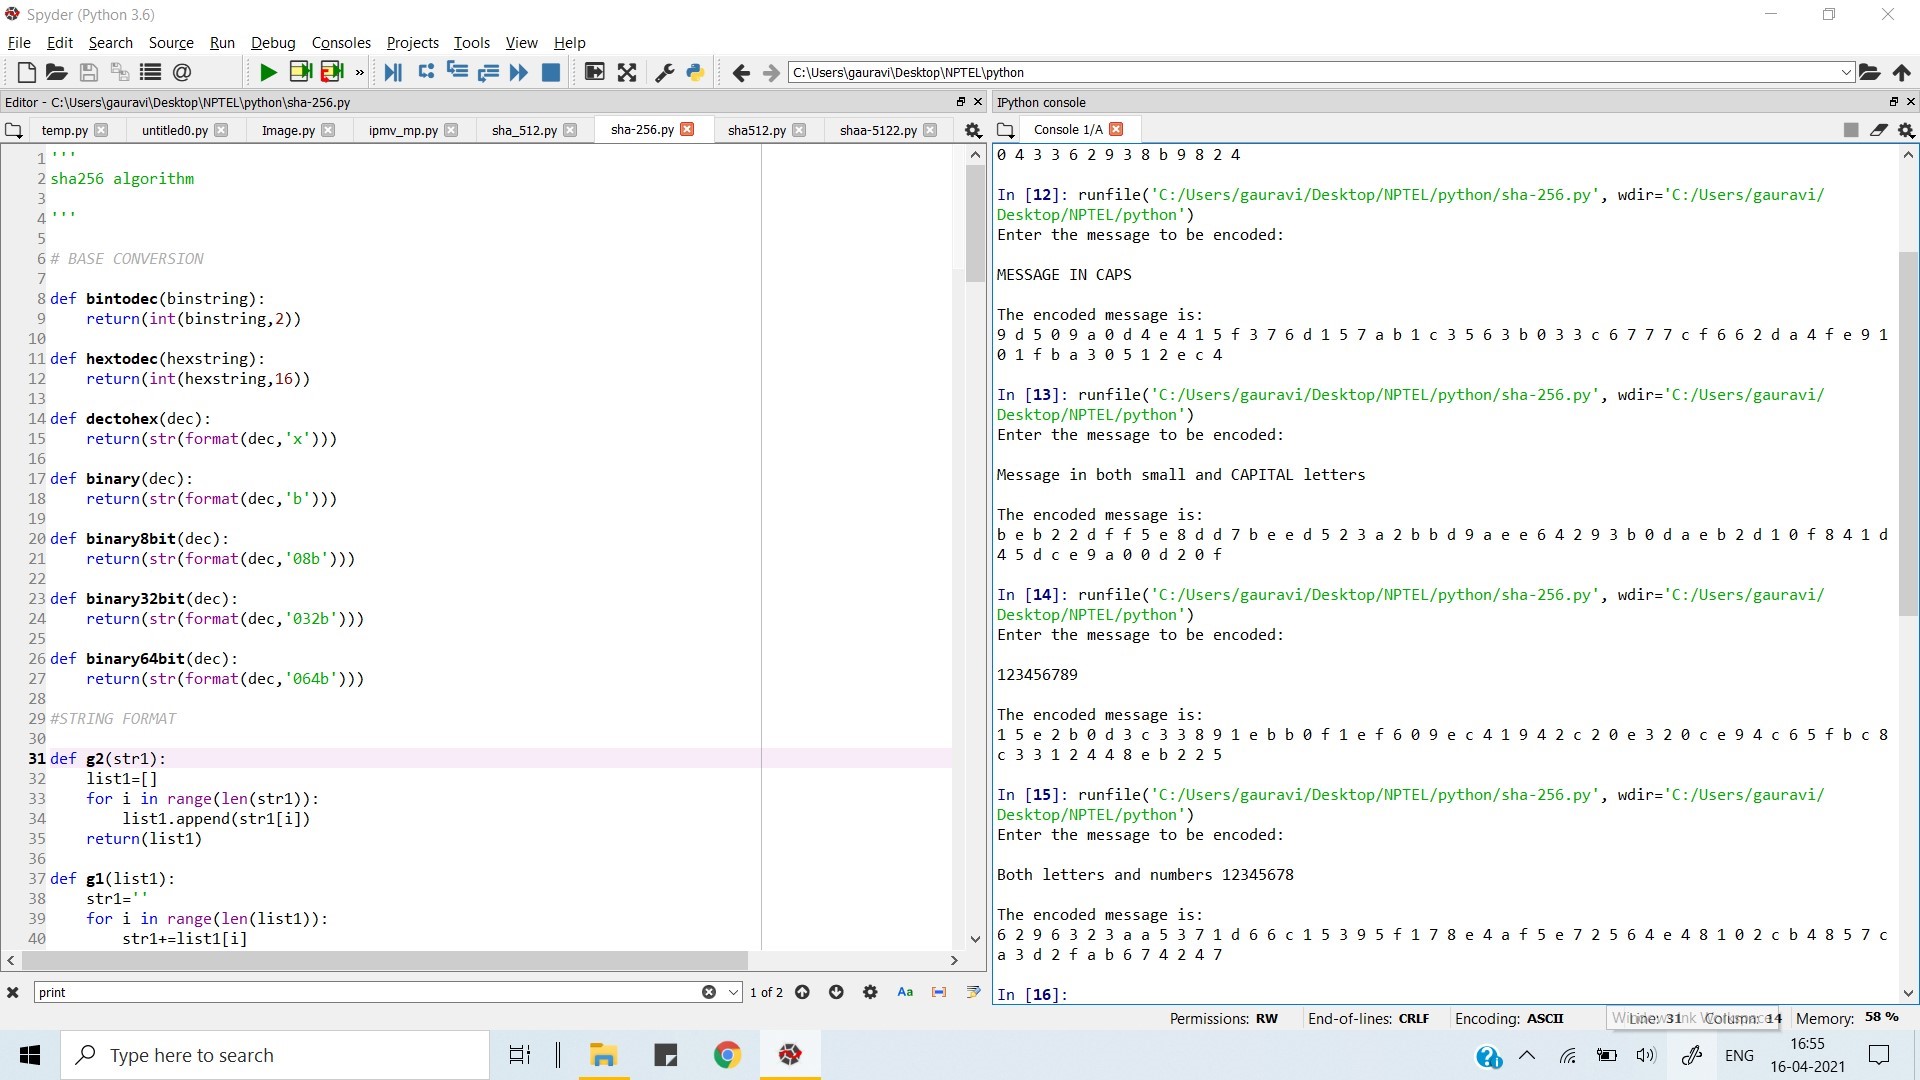 Spyder (Python 3.6)
File Edit Search Source Run Debug Consoles Projects Tools View Help
C:\Users\gauravi\Desktop\NPTEL\python
Editor - C:\Users\gauravi\Desktop\NPTEL\python\sha-256.py
temp.py untitled0.py Image.py ipmv_mp.py sha_512.py sha-256.py sha512.py shaa-5122.py
1 '''
2 sha256 algorithm
3
4 '''
5
6 # BASE CONVERSION
7
8 def bintodec(binstring):
9 return(int(binstring,2))
10
11 def hextodec(hexstring):
12 return(int(hexstring,16))
13
14 def dectohex(dec):
15 return(str(format(dec,'x')))
16
17 def binary(dec):
18 return(str(format(dec,'b')))
19
20 def binary8bit(dec):
21 return(str(format(dec,'08b')))
22
23 def binary32bit(dec):
24 return(str(format(dec,'032b')))
25
26 def binary64bit(dec):
27 return(str(format(dec,'064b')))
28
29 #STRING FORMAT
30
31 def g2(str1):
32 list1=[]
33 for i in range(len(str1)):
34 list1.append(str1[i])
35 return(list1)
36
37 def g1(list1):
38 str1=''
39 for i in range(len(list1)):
40 str1+=list1[i]
print 1 of 2 Aa
IPython console
Console 1/A
0 4 3 3 6 2 9 3 8 b 9 8 2 4
In [12]: runfile('C:/Users/gauravi/Desktop/NPTEL/python/sha-256.py', wdir='C:/Users/gauravi/
Desktop/NPTEL/python')
Enter the message to be encoded:
MESSAGE IN CAPS
The encoded message is:
9 d 5 0 9 a 0 d 4 e 4 1 5 f 3 7 6 d 1 5 7 a b 1 c 3 5 6 3 b 0 3 3 c 6 7 7 7 c f 6 6 2 d a 4 f e 9 1
0 1 f b a 3 0 5 1 2 e c 4
In [13]: runfile('C:/Users/gauravi/Desktop/NPTEL/python/sha-256.py', wdir='C:/Users/gauravi/
Desktop/NPTEL/python')
Enter the message to be encoded:
Message in both small and CAPITAL letters
The encoded message is:
b e b 2 2 d f f 5 e 8 d d 7 b e e d 5 2 3 a 2 b b d 9 a e e 6 4 2 9 3 b 0 d a e b 2 d 1 0 f 8 4 1 d
4 5 d c e 9 a 0 0 d 2 0 f
In [14]: runfile('C:/Users/gauravi/Desktop/NPTEL/python/sha-256.py', wdir='C:/Users/gauravi/
Desktop/NPTEL/python')
Enter the message to be encoded:
123456789
The encoded message is:
1 5 e 2 b 0 d 3 c 3 3 8 9 1 e b b 0 f 1 e f 6 0 9 e c 4 1 9 4 2 c 2 0 e 3 2 0 c e 9 4 c 6 5 f b c 8
c 3 3 1 2 4 4 8 e b 2 2 5
In [15]: runfile('C:/Users/gauravi/Desktop/NPTEL/python/sha-256.py', wdir='C:/Users/gauravi/
Desktop/NPTEL/python')
Enter the message to be encoded:
Both letters and numbers 12345678
The encoded message is:
6 2 9 6 3 2 3 a a 5 3 7 1 d 6 6 c 1 5 3 9 5 f 1 7 8 e 4 a f 5 e 7 2 5 6 4 e 4 8 1 0 2 c b 4 8 5 7 c
a 3 d 2 f a b 6 7 4 2 4 7
In [16]:
Permissions: RW End-of-lines: CRLF Encoding: ASCII Line: 31 Column: 14 Memory: 58 %
Windows Ink Workspace
Type here to search
ENG
16:55
16-04-2021